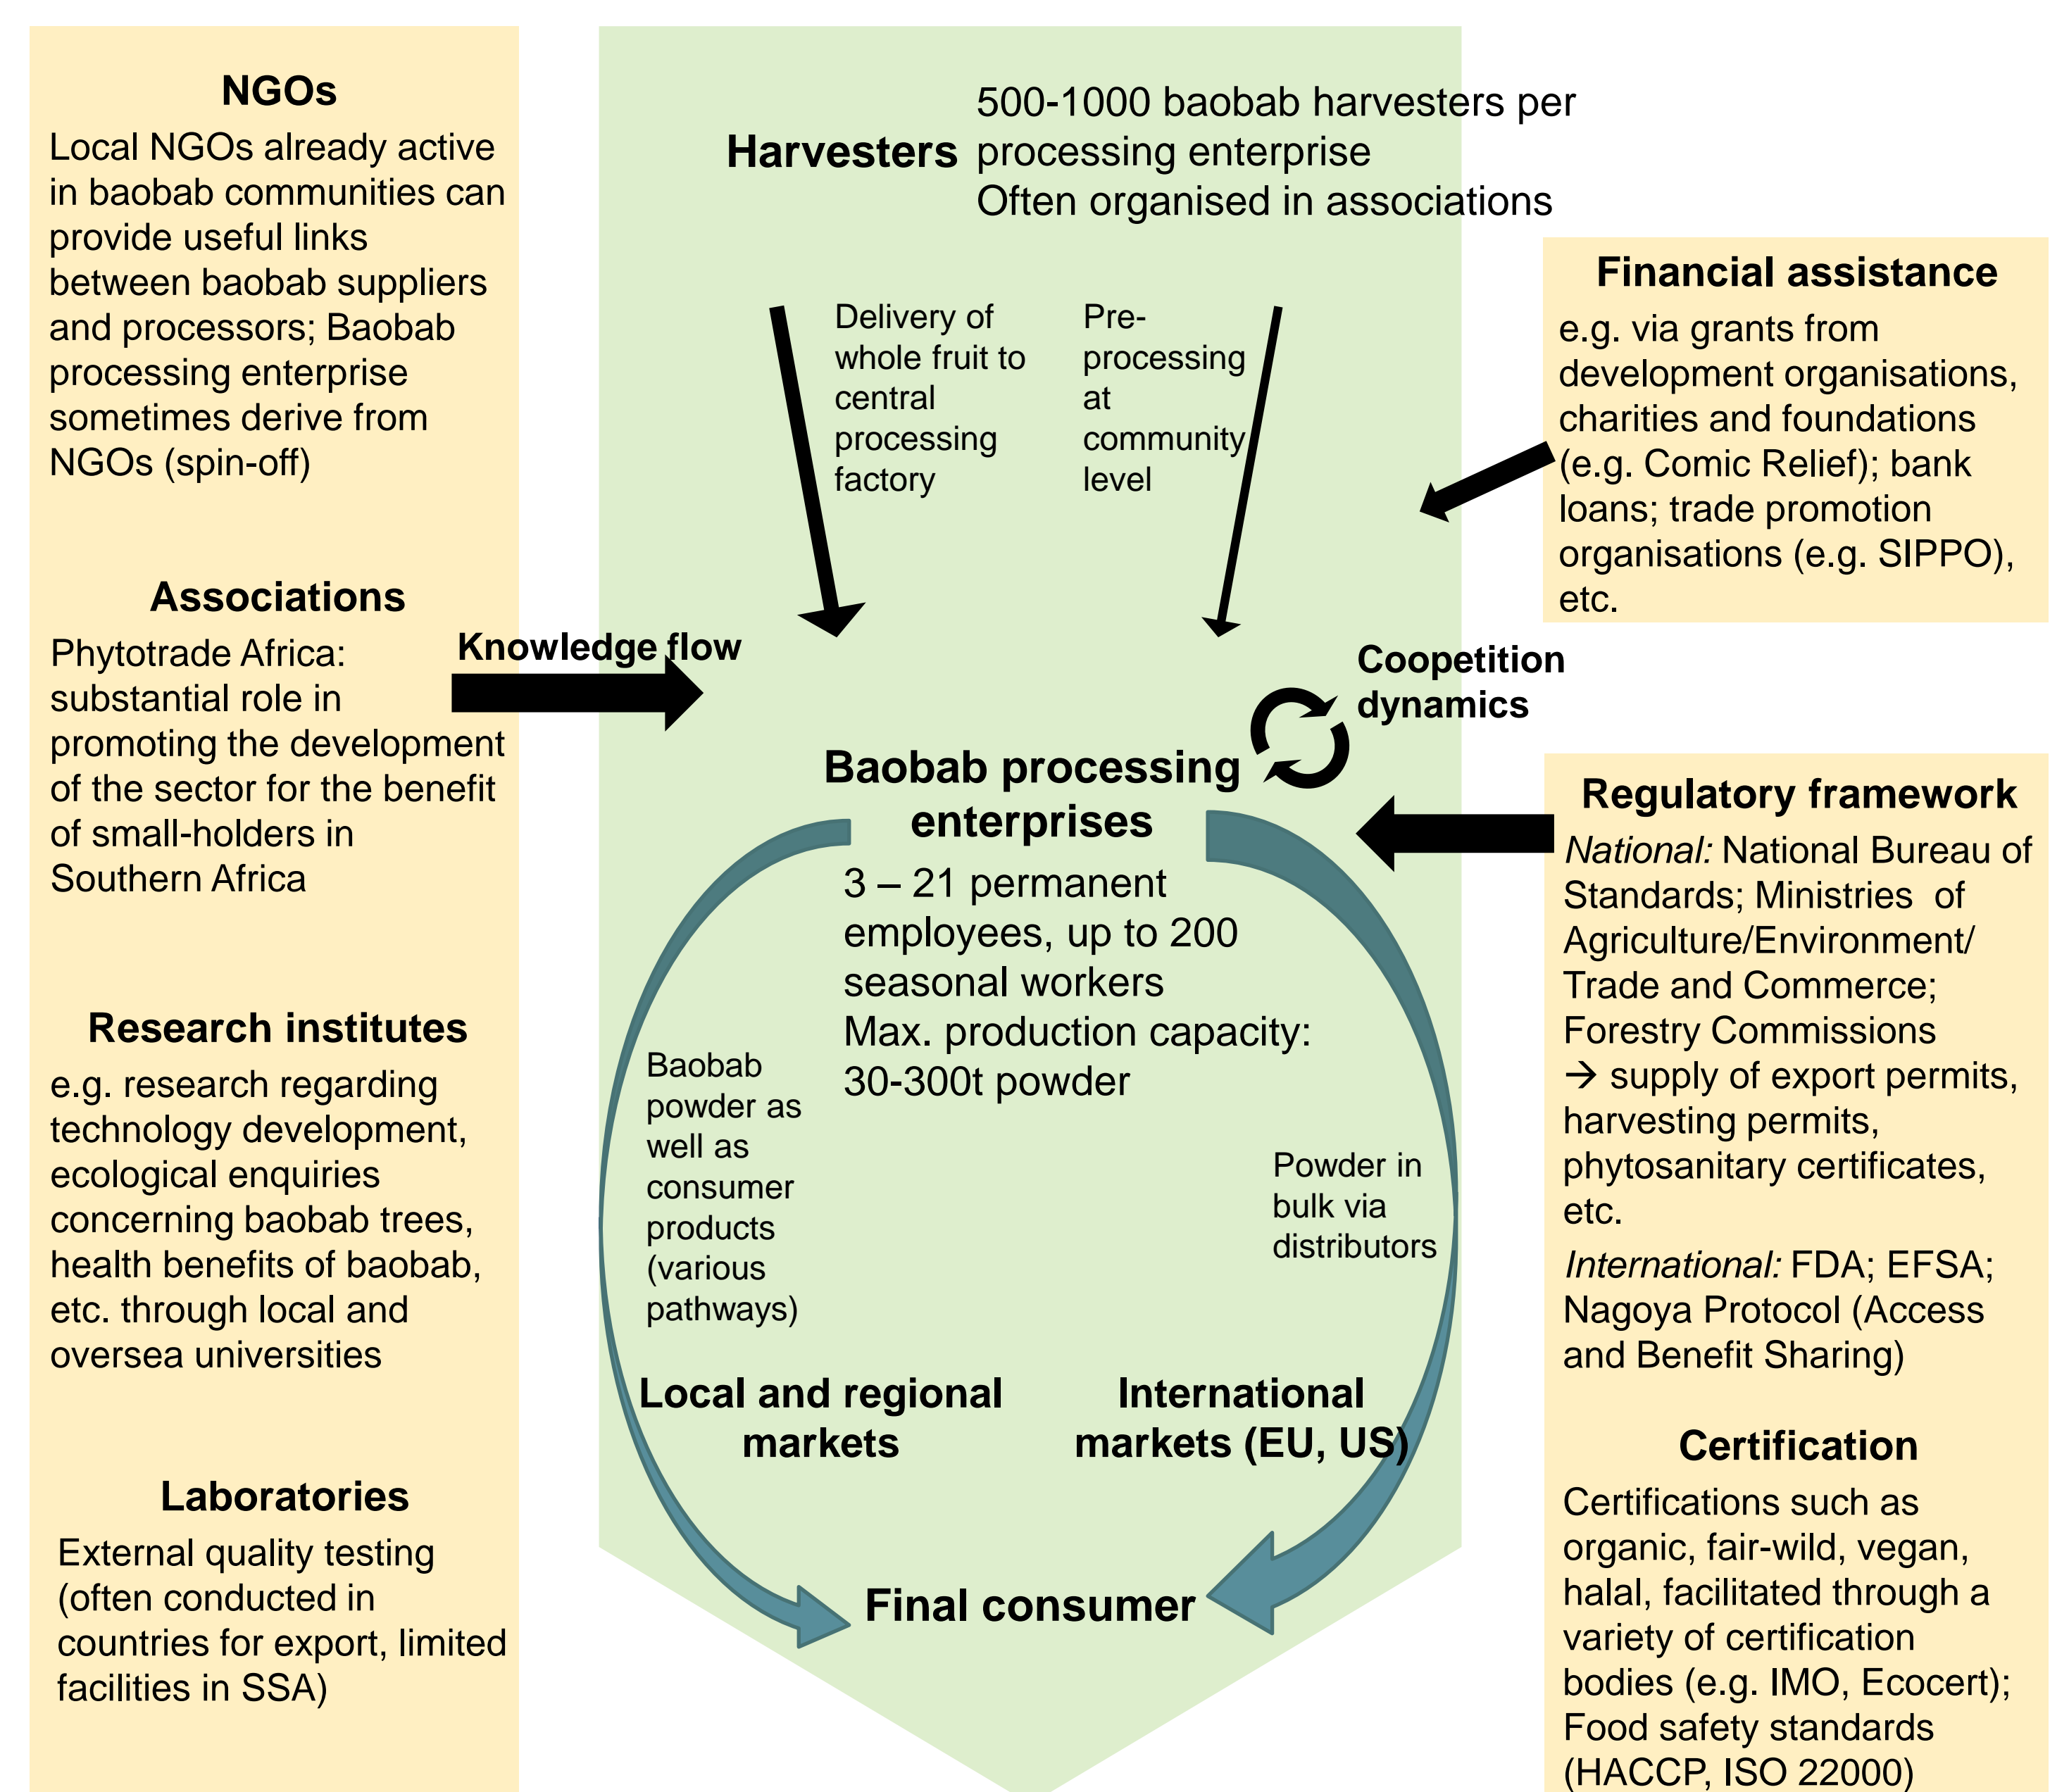 NGOs
Local NGOs already active
in baobab communities can
provide useful links
between baobab suppliers
and processors; Baobab
processing enterprise
sometimes derive from
NGOs (spin-off)
Associations
Phytotrade Africa:
substantial role in
promoting the development
of the sector for the benefit
of small-holders in
Southern Africa
Research institutes
e.g. research regarding
technology development,
ecological enquiries
concerning baobab trees,
health benefits of baobab,
etc. through local and
oversea universities
Laboratories
External quality testing
(often conducted in
countries for export, limited
facilities in SSA)
Knowledge flow
Harvesters
500-1000 baobab harvesters per
processing enterprise
Often organised in associations
Delivery of
whole fruit to
central
processing
factory
Pre-
processing
at
community
level
Coopetition
dynamics
Baobab processing
enterprises
3 – 21 permanent
employees, up to 200
seasonal workers
Max. production capacity:
30-300t powder
Baobab
powder as
well as
consumer
products
(various
pathways)
Powder in
bulk via
distributors
Local and regional
markets
International
markets (EU, US)
Final consumer
Financial assistance
e.g. via grants from
development organisations,
charities and foundations
(e.g. Comic Relief); bank
loans; trade promotion
organisations (e.g. SIPPO),
etc.
Regulatory framework
National: National Bureau of
Standards; Ministries of
Agriculture/Environment/
Trade and Commerce;
Forestry Commissions
→ supply of export permits,
harvesting permits,
phytosanitary certificates,
etc.
International: FDA; EFSA;
Nagoya Protocol (Access
and Benefit Sharing)
Certification
Certifications such as
organic, fair-wild, vegan,
halal, facilitated through a
variety of certification
bodies (e.g. IMO, Ecocert);
Food safety standards
(HACCP, ISO 22000)